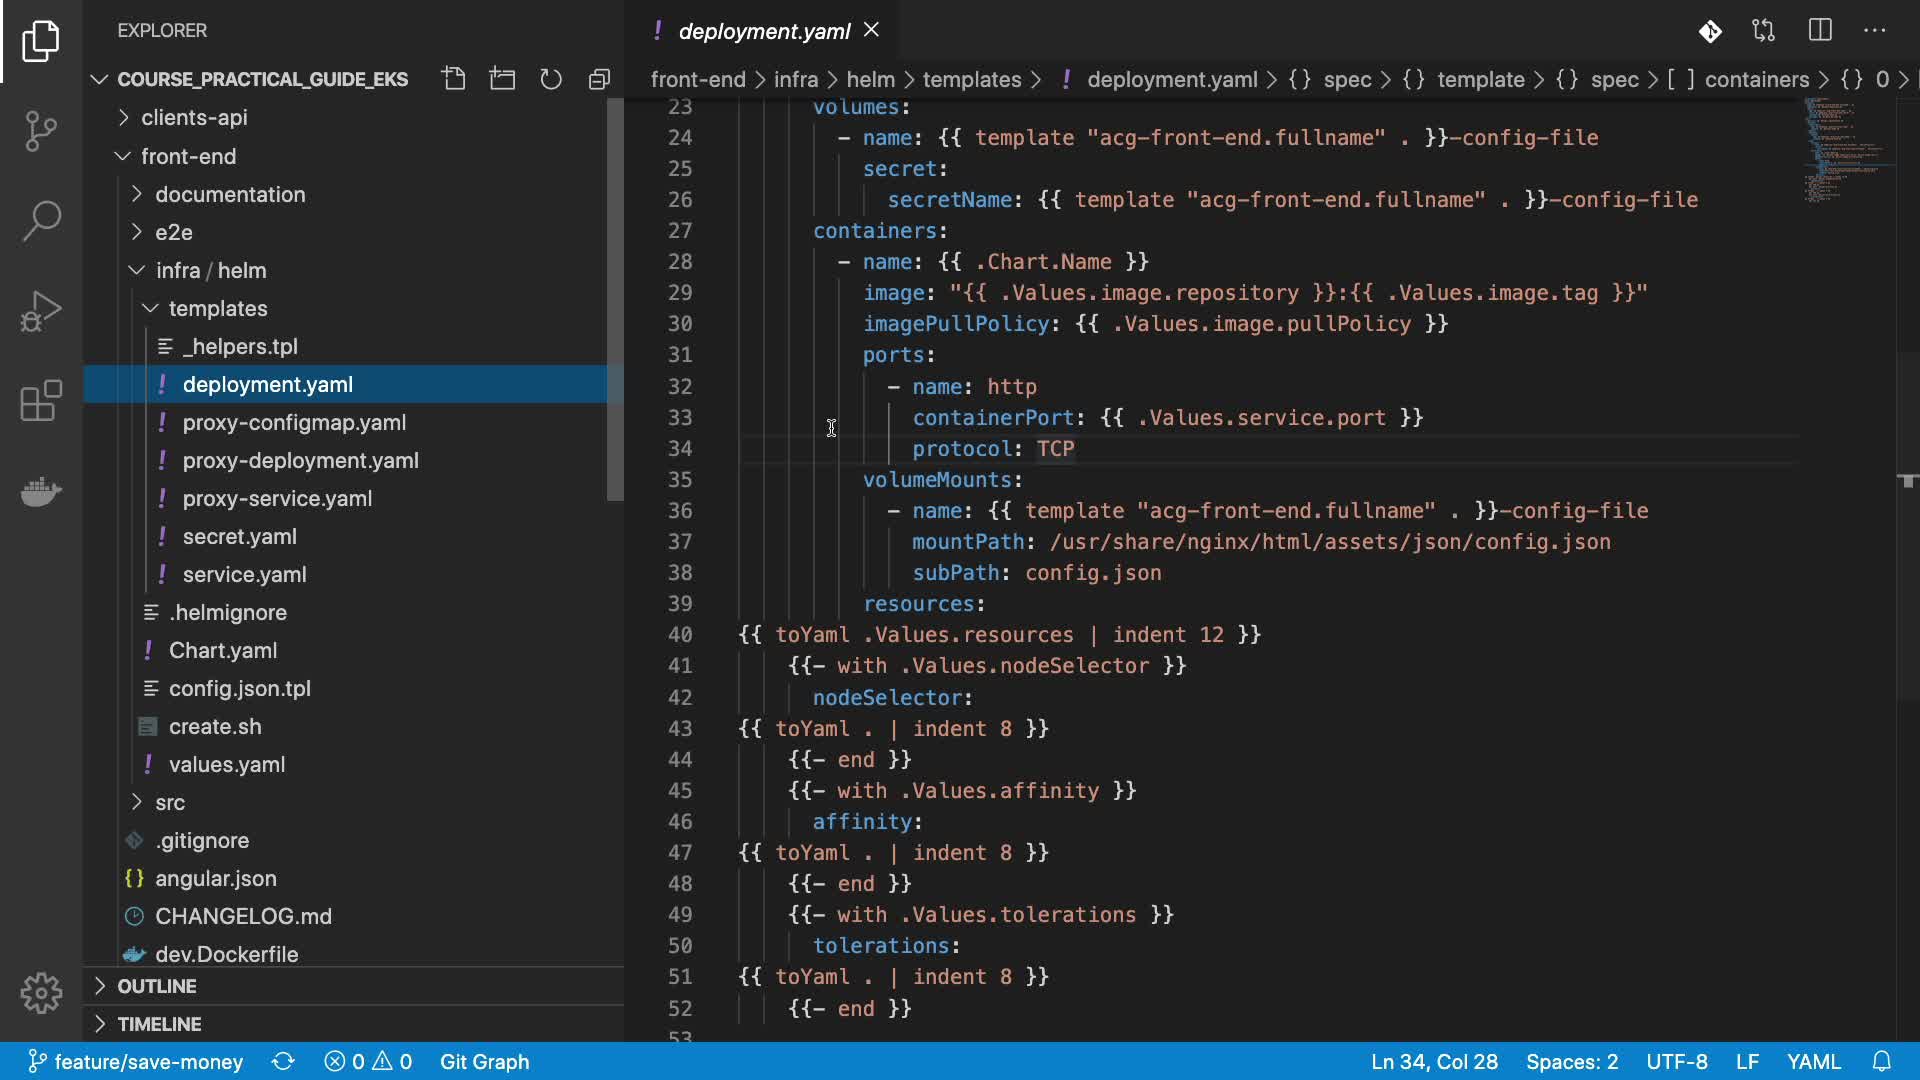 EXPLORER
COURSE_PRACTICAL_GUIDE_EKS
clients-api
front-end
documentation
e2e
infra / helm
templates
_helpers.tpl
! deployment.yaml
! proxy-configmap.yaml
! proxy-deployment.yaml
! proxy-service.yaml
! secret.yaml
! service.yaml
.helmignore
! Chart.yaml
config.json.tpl
create.sh
! values.yaml
src
.gitignore
{} angular.json
CHANGELOG.md
dev.Dockerfile
OUTLINE
TIMELINE
! deployment.yaml
front-end > infra > helm > templates > ! deployment.yaml > {} spec > {} template > {} spec > [ ] containers > {} 0 >
23 volumes:
24 - name: {{ template "acg-front-end.fullname" . }}-config-file
25 secret:
26 secretName: {{ template "acg-front-end.fullname" . }}-config-file
27 containers:
28 - name: {{ .Chart.Name }}
29 image: "{{ .Values.image.repository }}:{{ .Values.image.tag }}"
30 imagePullPolicy: {{ .Values.image.pullPolicy }}
31 ports:
32 - name: http
33 containerPort: {{ .Values.service.port }}
34 protocol: TCP
35 volumeMounts:
36 - name: {{ template "acg-front-end.fullname" . }}-config-file
37 mountPath: /usr/share/nginx/html/assets/json/config.json
38 subPath: config.json
39 resources:
40 {{ toYaml .Values.resources | indent 12 }}
41 {{- with .Values.nodeSelector }}
42 nodeSelector:
43 {{ toYaml . | indent 8 }}
44 {{- end }}
45 {{- with .Values.affinity }}
46 affinity:
47 {{ toYaml . | indent 8 }}
48 {{- end }}
49 {{- with .Values.tolerations }}
50 tolerations:
51 {{ toYaml . | indent 8 }}
52 {{- end }}
53
feature/save-money 0 0 Git Graph Ln 34, Col 28 Spaces: 2 UTF-8 LF YAML